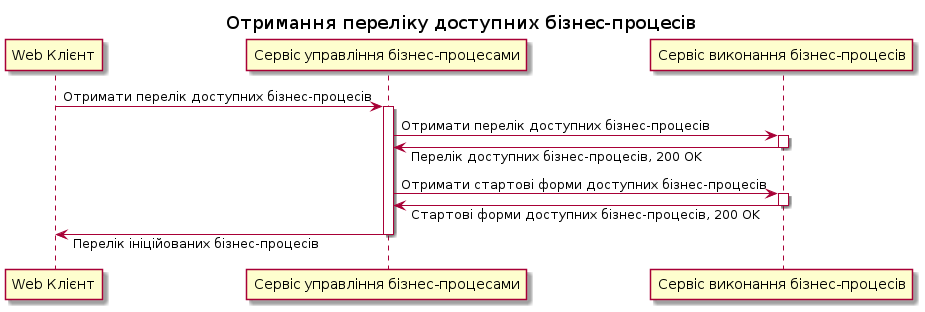 Отримання переліку доступних бізнес-процесів
Web Клієнт
Сервіс управління бізнес-процесами
Сервіс виконання бізнес-процесів
Отримати перелік доступних бізнес-процесів
Отримати перелік доступних бізнес-процесів
Перелік доступних бізнес-процесів, 200 OK
Отримати стартові форми доступних бізнес-процесів
Стартові форми доступних бізнес-процесів, 200 OK
Перелік ініційованих бізнес-процесів
Web Клієнт
Сервіс управління бізнес-процесами
Сервіс виконання бізнес-процесів